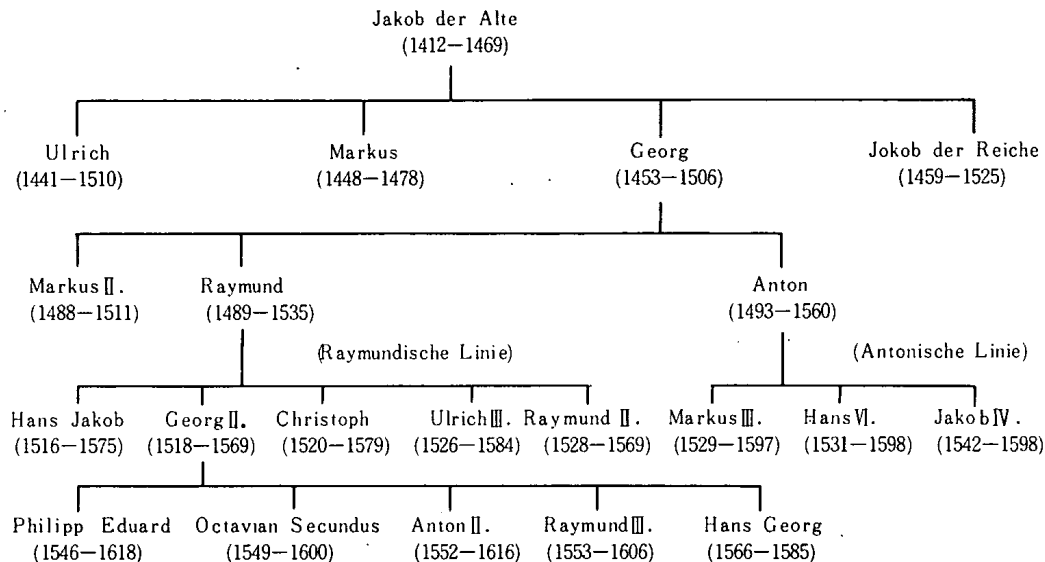 Jakob der Alte
(1412—1469)
Ulrich Markus Georg Jokob der Reiche
(1441—1510) (1448—1478) (1453—1506) (1459—1525)
Markus Ⅱ. Raymund Anton
(1488—1511) (1489—1535) (1493—1560)
(Raymundische Linie) (Antonische Linie)
Hans Jakob Georg Ⅱ. Christoph Ulrich Ⅲ. Raymund Ⅱ. Markus Ⅲ. Hans Ⅵ. Jakob Ⅳ.
(1516—1575) (1518—1569) (1520—1579) (1526—1584) (1528—1569) (1529—1597) (1531—1598) (1542—1598)
Philipp Eduard Octavian Secundus Anton Ⅱ. Raymund Ⅲ. Hans Georg
(1546—1618) (1549—1600) (1552—1616) (1553—1606) (1566—1585)